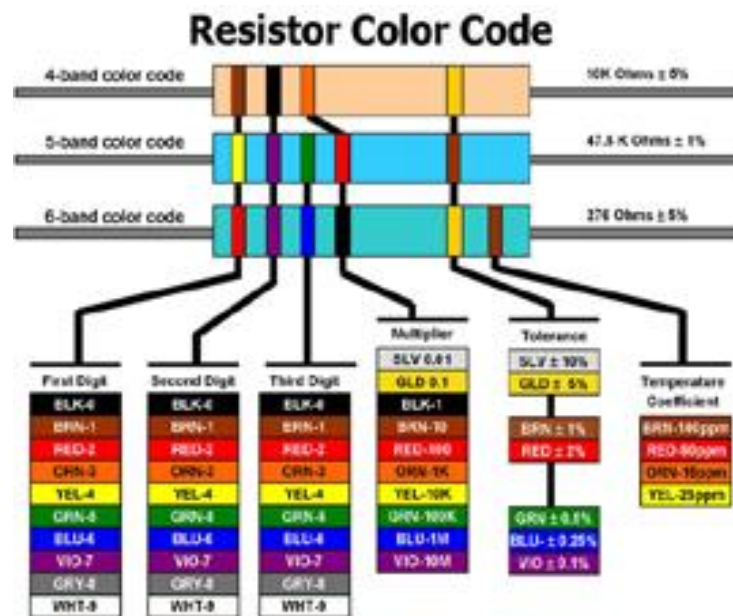 Resistor Color Code
4-band color code
10K Ohms ± 5%
5-band color code
47.5 K Ohms ± 1%
6-band color code
276 Ohms ± 5%
Multiplier
SLV 0.01
GLD 0.1
BLK-1
BRN-10
RED-100
ORN-1K
YEL-10K
GRN-100K
BLU-1M
VIO-10M
Tolerance
SLV ± 10%
GLD ± 5%
BRN ± 1%
RED ± 2%
GRN ± 0.5%
BLU- ± 0.25%
VIO ± 0.1%
First Digit
BLK-0
BRN-1
RED-2
ORN-3
YEL-4
GRN-5
BLU-6
VIO-7
GRY-8
WHT-9
Second Digit
BLK-0
BRN-1
RED-2
ORN-3
YEL-4
GRN-5
BLU-6
VIO-7
GRY-8
WHT-9
Third Digit
BLK-0
BRN-1
RED-2
ORN-3
YEL-4
GRN-5
BLU-6
VIO-7
GRY-8
WHT-9
Temperature
Coefficient
BRN-100ppm
RED-50ppm
ORN-15ppm
YEL-25ppm